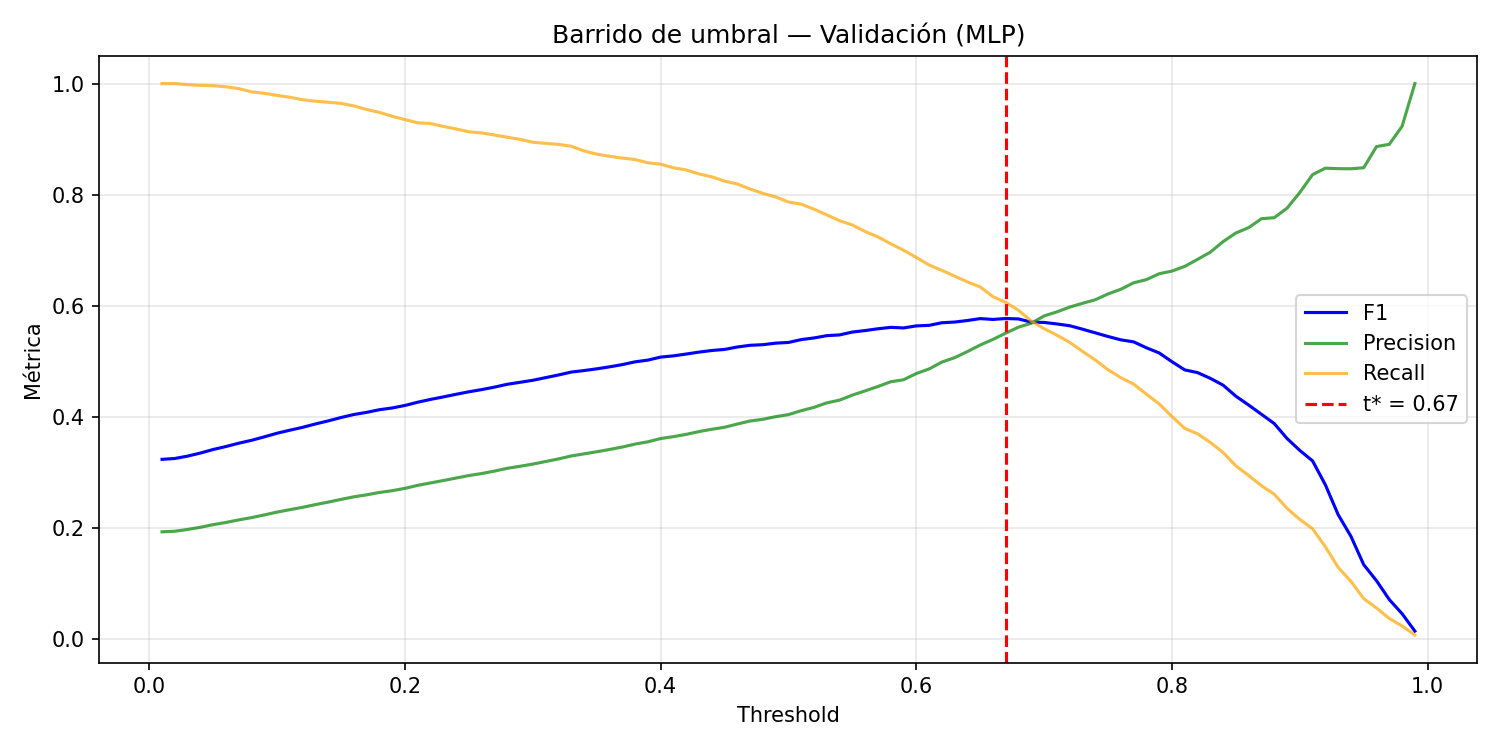 Barrido de umbral — Validación (MLP)
Métrica
1.0
0.8
0.6
0.4
0.2
0.0
F1
Precision
Recall
t* = 0.67
0.0 0.2 0.4 0.6 0.8 1.0
Threshold